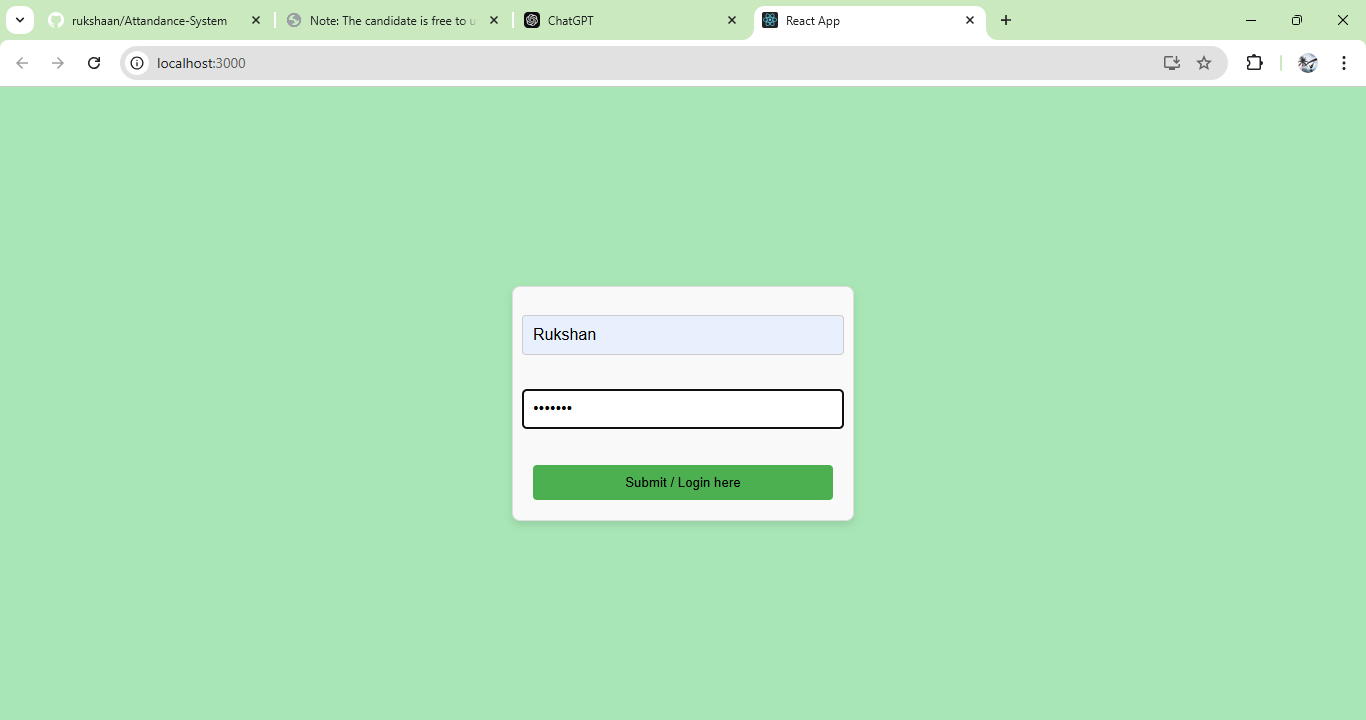 rukshaan/Attandance-System
Note: The candidate is free to u
ChatGPT
React App
localhost:3000
Rukshan
•••••••
Submit / Login here